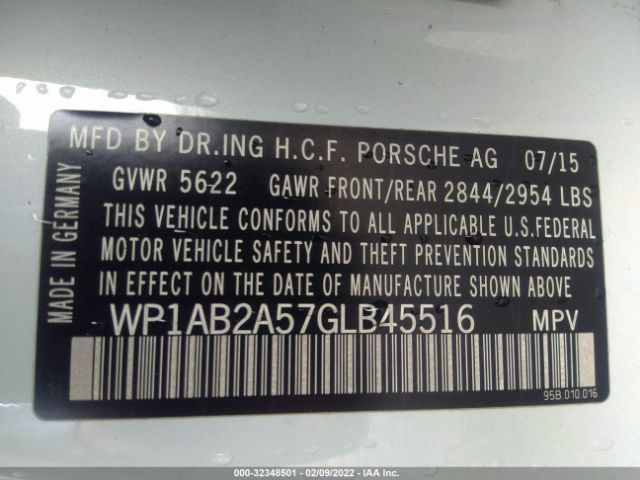 MFD BY DR.ING H.C.F. PORSCHE AG 07/15
GVWR 5622 GAWR FRONT/REAR 2844/2954 LBS
THIS VEHICLE CONFORMS TO ALL APPLICABLE U.S.FEDERAL
MOTOR VEHICLE SAFETY AND THEFT PREVENTION STANDARDS
IN EFFECT ON THE DATE OF MANUFACTURE SHOWN ABOVE
WP1AB2A57GLB45516 MPV
MADE IN GERMANY
95B.010.016
000-32348501 - 02/09/2022 - IAA Inc.